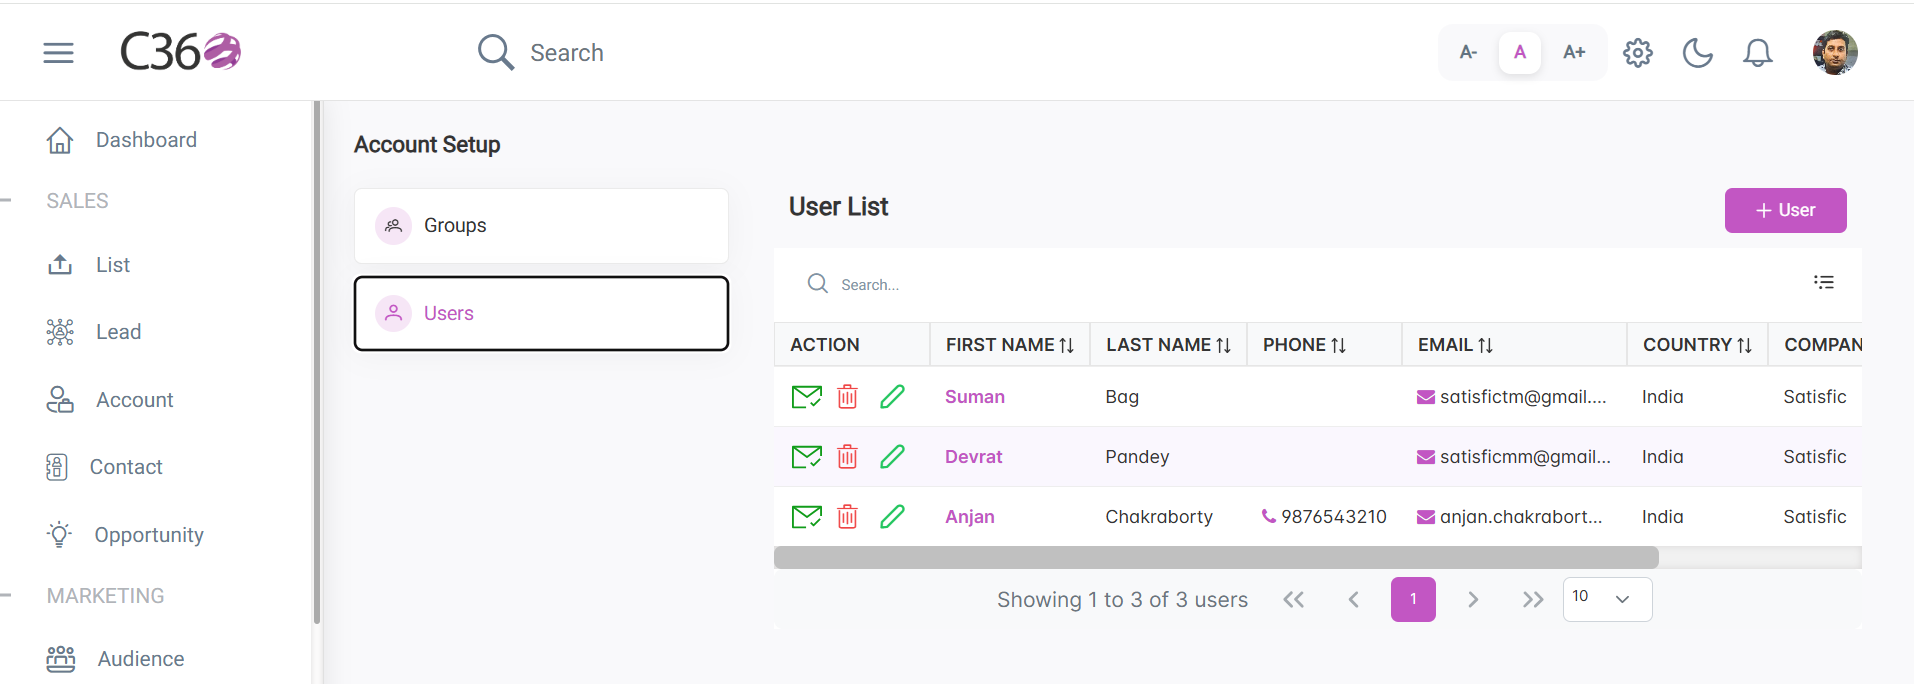 C360
Search
A- A A+
Dashboard
SALES
List
Lead
Account
Contact
Opportunity
MARKETING
Audience
Account Setup
Groups
Users
User List
+ User
Search...
ACTION FIRST NAME LAST NAME PHONE EMAIL COUNTRY COMPAN
Suman Bag satisfictm@gmail.... India Satisfic
Devrat Pandey satisficmm@gmail... India Satisfic
Anjan Chakraborty 9876543210 anjan.chakrabort... India Satisfic
Showing 1 to 3 of 3 users 1 10